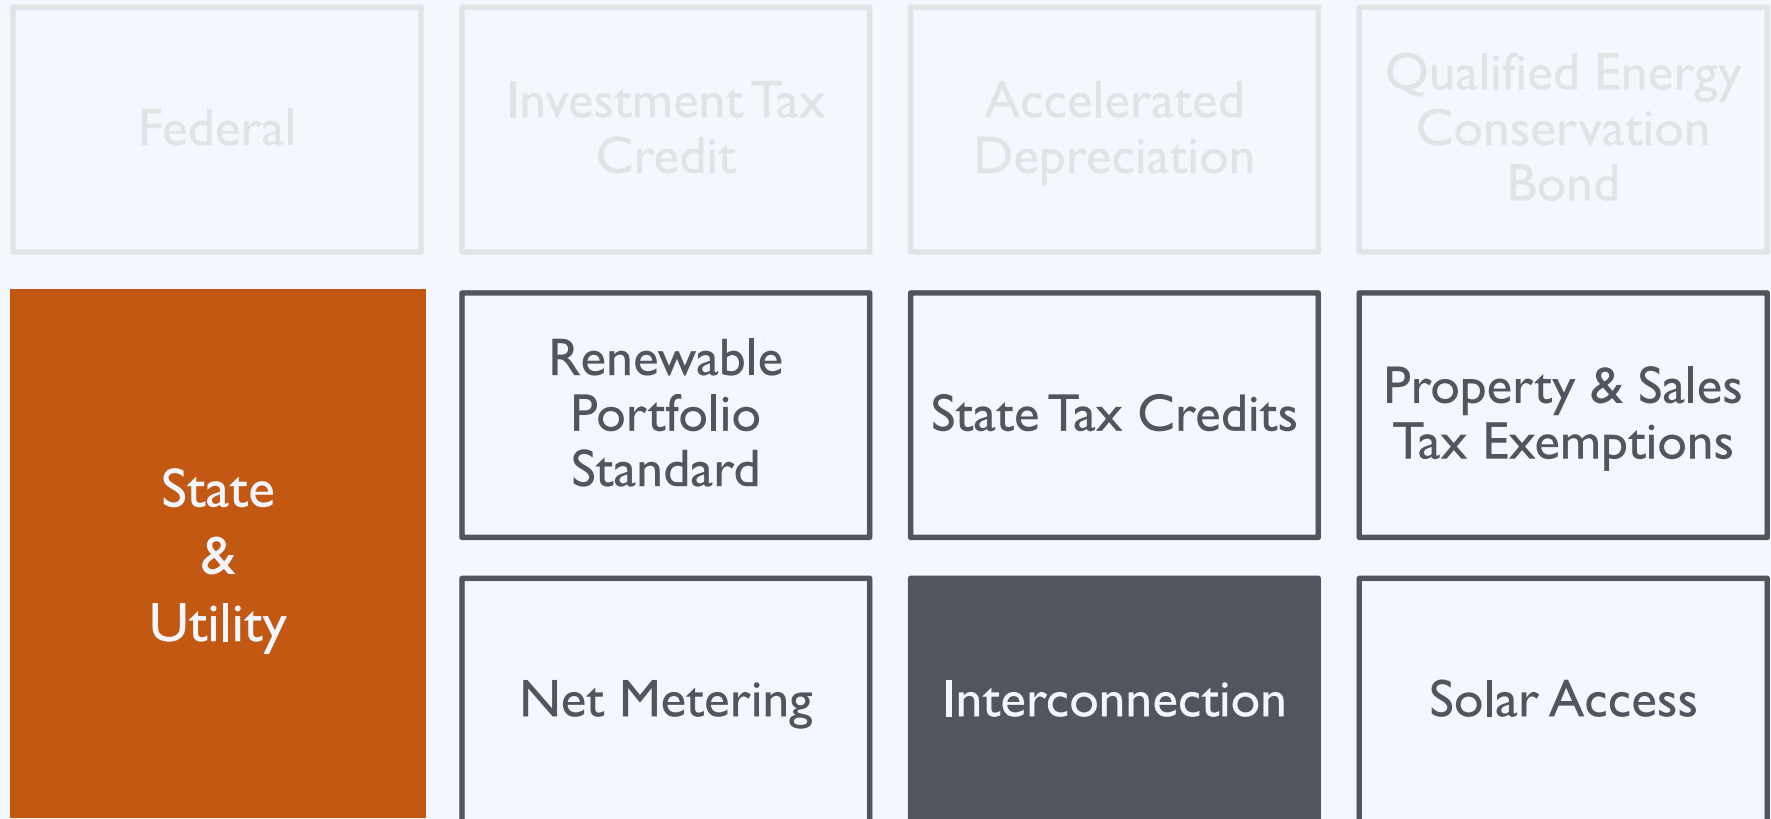 Federal
Investment Tax
Credit
Accelerated
Depreciation
Qualified Energy
Conservation
Bond
State
&
Utility
Renewable
Portfolio
Standard
State Tax Credits
Property & Sales
Tax Exemptions
Net Metering
Interconnection
Solar Access